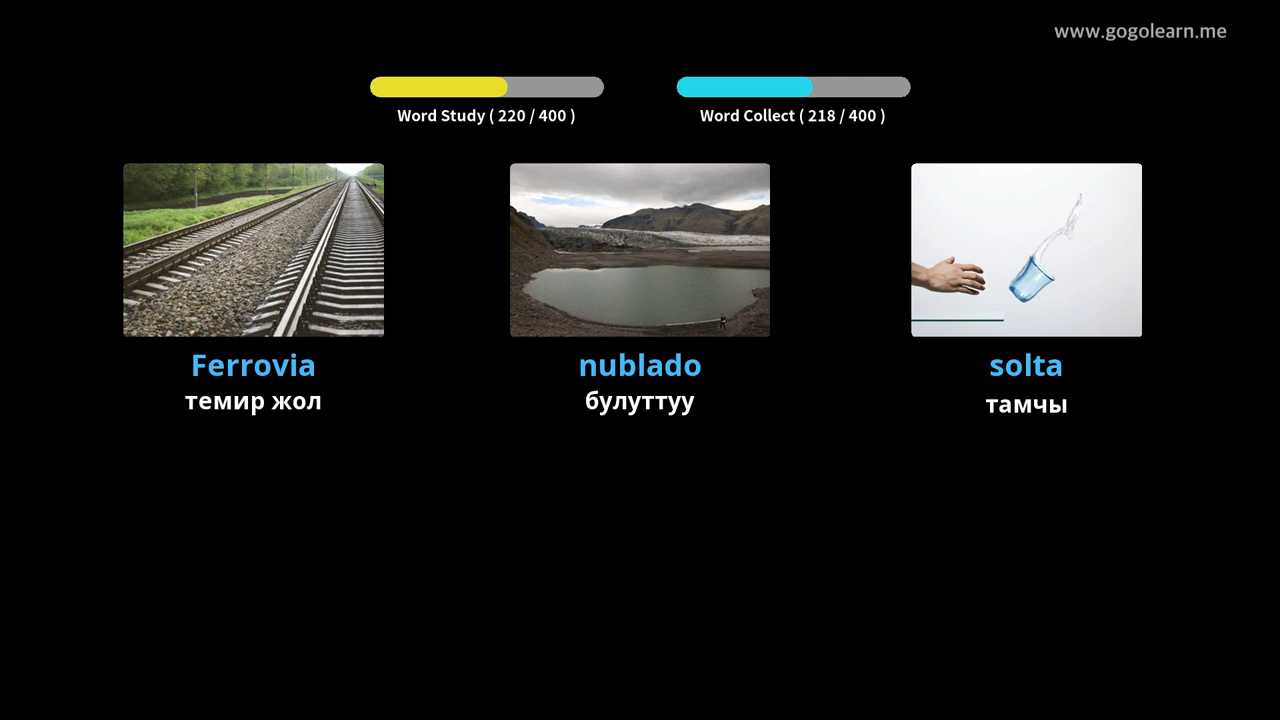 www.gogolearn.me
Word Study ( 220 / 400 )
Word Collect ( 218 / 400 )
Ferrovia
темир жол
nublado
булуттуу
solta
тамчы